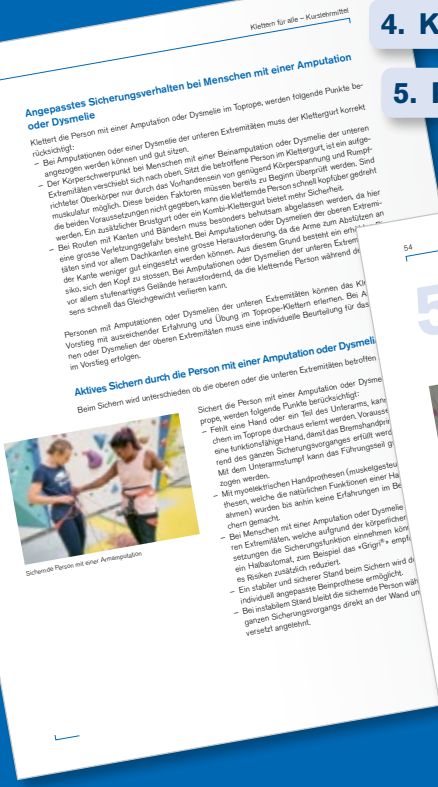 4. K
5.
Klettern für alle – Kurslehrmittel
Angepasstes Sicherungsverhalten bei Menschen mit einer Amputation
oder Dysmelie
Klettert die Person mit einer Amputation oder Dysmelie im Toprope, werden folgende Punkte be-
rücksichtigt:
– Bei Amputationen oder einer Dysmelie der unteren Extremitäten muss der Klettergurt korrekt
angezogen werden können und gut sitzen.
– Der Körperschwerpunkt bei Menschen mit einer Beinamputation oder Dysmelie der unteren
Extremitäten verschiebt sich nach oben. Sitzt die betroffene Person im Klettergurt, ist ein aufge-
richteter Oberkörper nur durch das Vorhandensein von genügend Körperspannung und Rumpf-
muskulatur möglich. Diese beiden Faktoren müssen bereits zu Beginn überprüft werden. Sind
die beiden Voraussetzungen nicht gegeben, kann die kletternde Person schnell kopfüber gedreht
werden. Ein zusätzlicher Brustgurt oder ein Kombi-Klettergurt bietet mehr Sicherheit.
– Bei Routen mit Kanten und Bändern muss besonders behutsam abgelassen werden, da hier
eine grosse Verletzungsgefahr besteht. Bei Amputationen oder Dysmelien der oberen Extremi-
täten sind vor allem Dachkanten eine grosse Herausforderung, da die Arme zum Abstützen an
der Kante weniger gut eingesetzt werden können. Aus diesem Grund besteht ein
siko, sich den Kopf zu stossen. Bei Amputationen oder Dysmelien der unteren
vor allem stufenartiges Gelände herausfordernd, da die kletternde Person während
sens schnell das Gleichgewicht verlieren kann.
Personen mit Amputationen oder Dysmelien der unteren Extremitäten können das
Vorstieg mit ausreichender Erfahrung und Übung im Toprope-Klettern erlernen. Bei
nen oder Dysmelien der oberen Extremitäten muss eine individuelle Beurteilung für das
im Vorstieg erfolgen.
Aktives Sichern durch die Person mit einer Amputation oder
Beim Sichern wird unterschieden ob die oberen oder die unteren Extremitäten betroffen
Sichert die Person mit einer Amputation oder Dysme
prope, werden folgende Punkte berücksichtigt:
– Fehlt eine Hand oder ein Teil des Unterarms, kann
chern im Toprope durchaus erlernt werden.
eine funktionsfähige Hand, damit das
rend des ganzen Sicherungsvorganges erfüllt
Mit dem Unterarmstumpf kann das Führungsseil
zogen werden.
– Mit myoelektrischen Handprothesen
thesen, welche die natürlichen Funktionen einer
ahmen) wurden bis anhin keine Erfahrungen im
chern gemacht.
– Bei Menschen mit einer Amputation oder Dysmelie
ren Extremitäten, welche aufgrund der
setzungen die Sicherungsfunktion einnehmen
ein Halbautomat, zum Beispiel das «Grigri®»
es Risiken zusätzlich reduziert.
– Ein stabiler und sicherer Stand beim Sichern wird
individuell angepasste Beinprothese ermöglicht.
– Bei instabilem Stand bleibt die sichernde Person
ganzen Sicherungsvorgangs direkt an der Wand
versetzt angelehnt.
Sichernde Person mit einer Armamputation
54
5